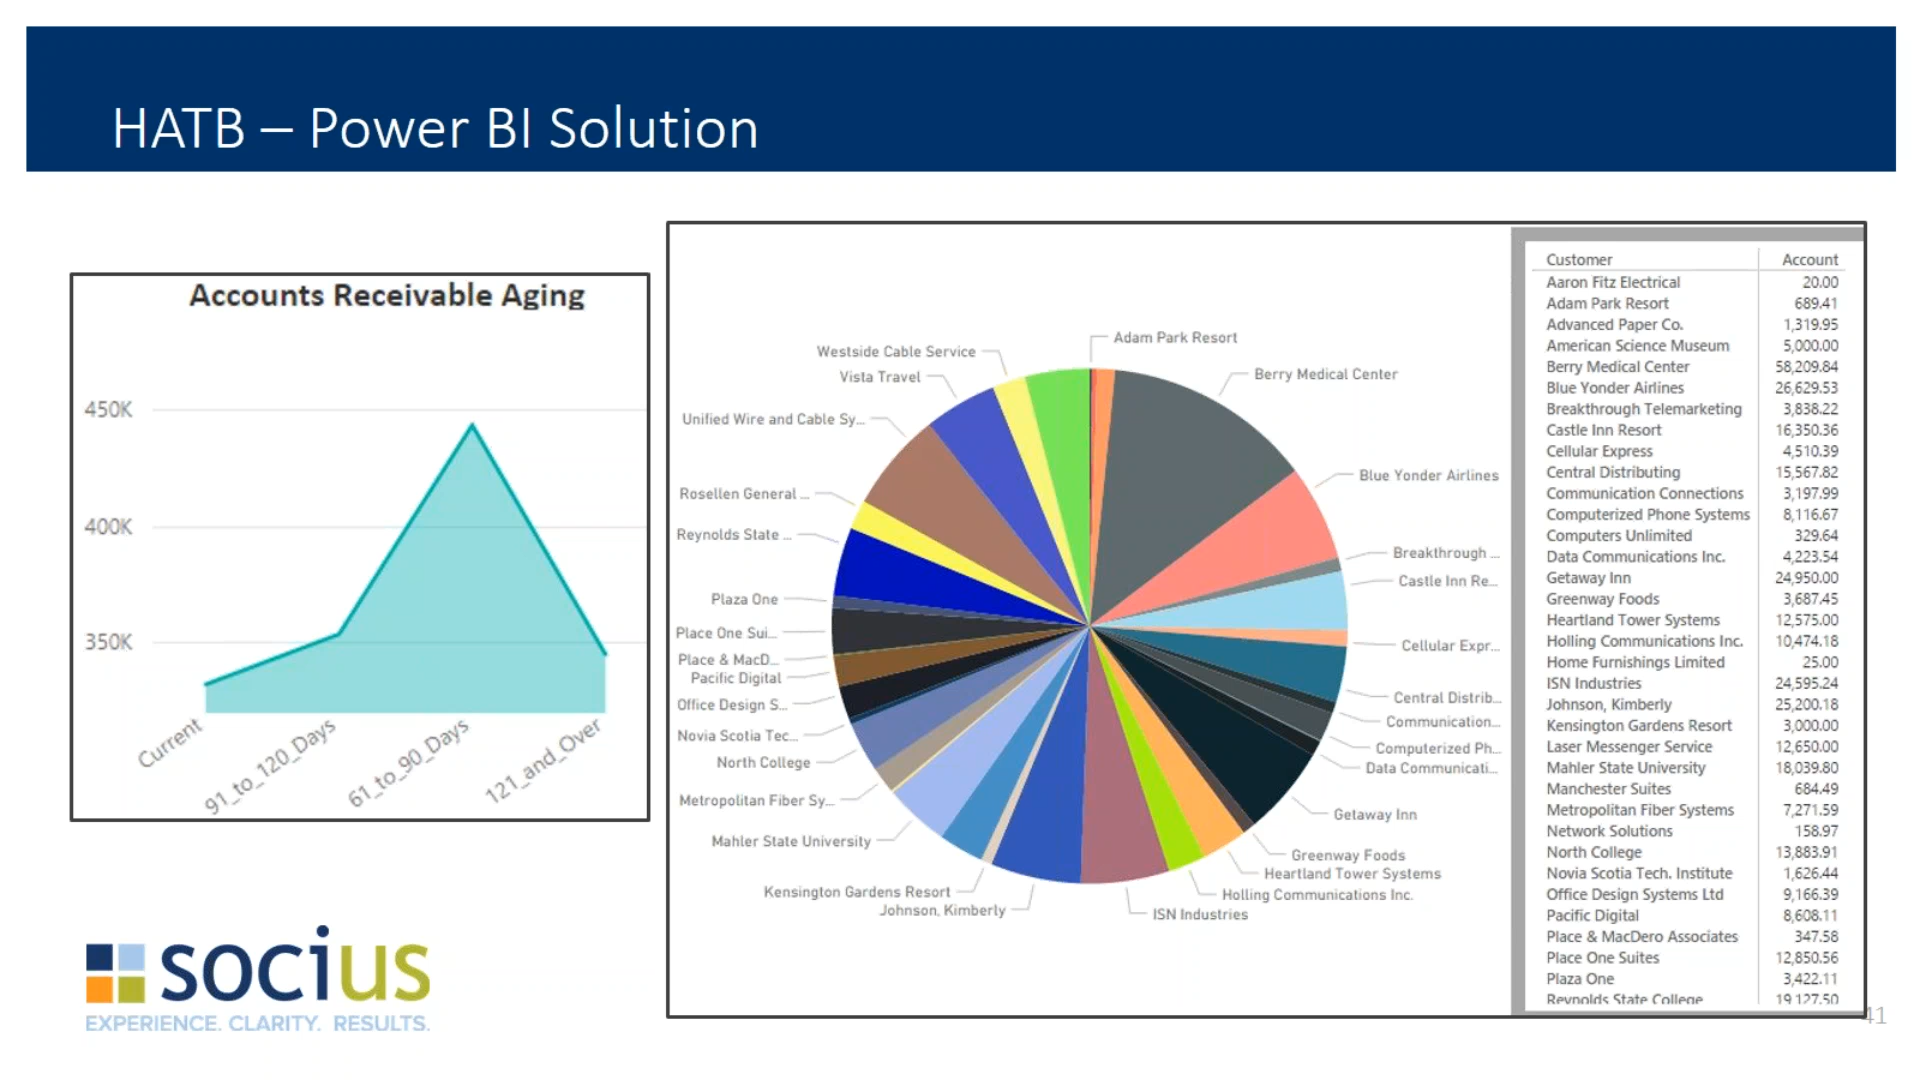 HATB – Power BI Solution
Accounts Receivable Aging
450K
400K
350K
Current
91_to_120_Days
61_to_90_Days
121_and_Over
Adam Park Resort
Berry Medical Center
Blue Yonder Airlines
Breakthrough ...
Castle Inn Re...
Cellular Expr...
Central Distrib...
Communication...
Computerized Ph...
Data Communicati...
Getaway Inn
Greenway Foods
Heartland Tower Systems
Holling Communications Inc.
ISN Industries
Johnson, Kimberly
Kensington Gardens Resort
Mahler State University
Metropolitan Fiber Sy...
North College
Novia Scotia Tec...
Office Design S...
Pacific Digital
Place & MacD...
Place One Sui...
Plaza One
Reynolds State ...
Rosellen General ...
Unified Wire and Cable Sy...
Vista Travel
Westside Cable Service
Customer Account
Aaron Fitz Electrical 20.00
Adam Park Resort 689.41
Advanced Paper Co. 1,319.95
American Science Museum 5,000.00
Berry Medical Center 58,209.84
Blue Yonder Airlines 26,629.53
Breakthrough Telemarketing 3,838.22
Castle Inn Resort 16,350.36
Cellular Express 4,510.39
Central Distributing 15,567.82
Communication Connections 3,197.99
Computerized Phone Systems 8,116.67
Computers Unlimited 329.64
Data Communications Inc. 4,223.54
Getaway Inn 24,950.00
Greenway Foods 3,687.45
Heartland Tower Systems 12,575.00
Holling Communications Inc. 10,474.18
Home Furnishings Limited 25.00
ISN Industries 24,595.24
Johnson, Kimberly 25,200.18
Kensington Gardens Resort 3,000.00
Laser Messenger Service 12,650.00
Mahler State University 18,039.80
Manchester Suites 684.49
Metropolitan Fiber Systems 7,271.59
Network Solutions 158.97
North College 13,883.91
Novia Scotia Tech. Institute 1,626.44
Office Design Systems Ltd 9,166.39
Pacific Digital 8,608.11
Place & MacDero Associates 347.58
Place One Suites 12,850.56
Plaza One 3,422.11
Reynolds State College 19,127.50
socius
EXPERIENCE. CLARITY. RESULTS.
41